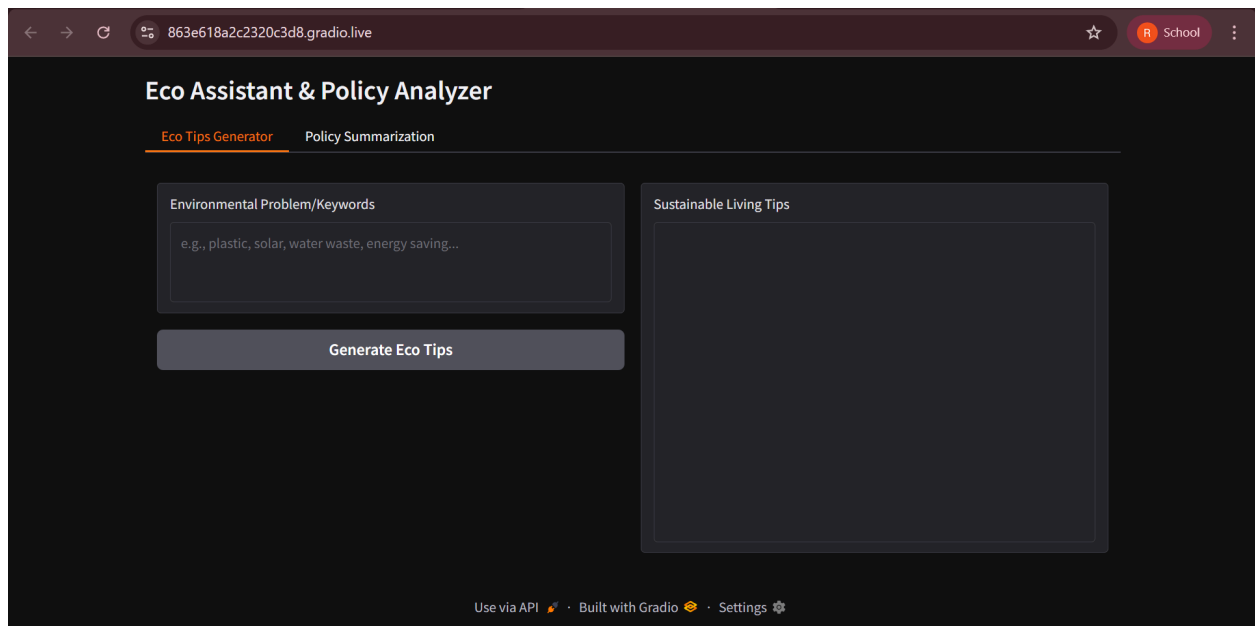 863e618a2c2320c3d8.gradio.live
R School
Eco Assistant & Policy Analyzer
Eco Tips Generator Policy Summarization
Environmental Problem/Keywords
e.g., plastic, solar, water waste, energy saving...
Generate Eco Tips
Sustainable Living Tips
Use via API · Built with Gradio · Settings